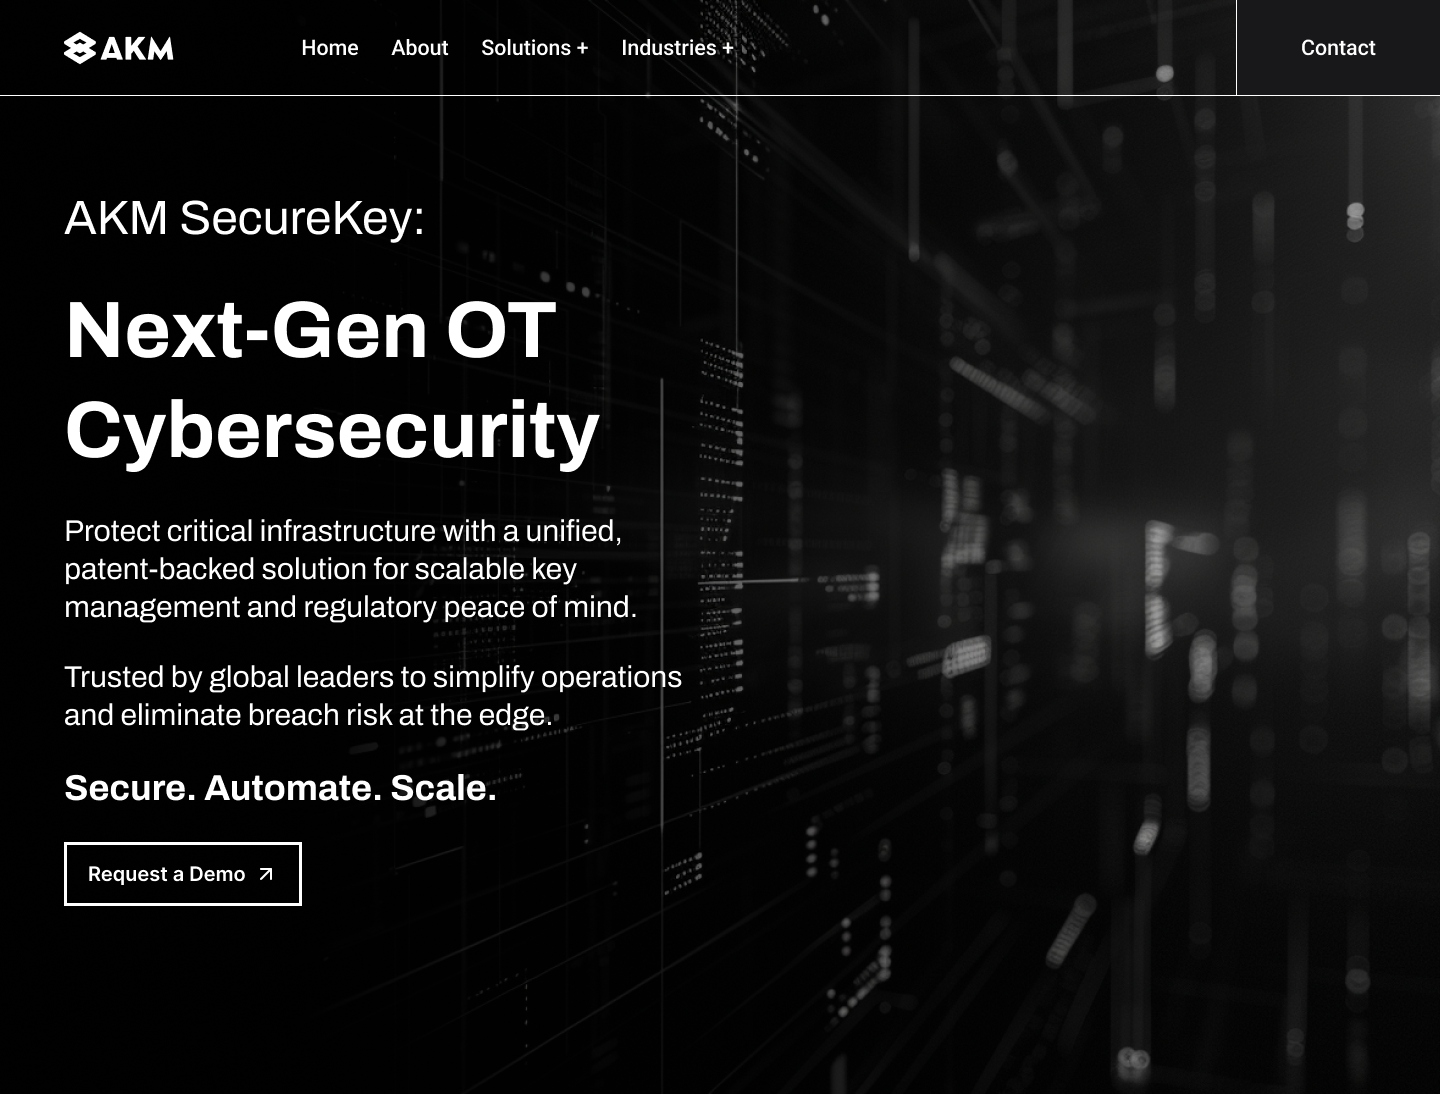 AKM
Home
About
Solutions +
Industries +
Contact
AKM SecureKey:
Next-Gen OT
Cybersecurity
Protect critical infrastructure with a unified,
patent-backed solution for scalable key
management and regulatory peace of mind.
Trusted by global leaders to simplify operations
and eliminate breach risk at the edge.
Secure. Automate. Scale.
Request a Demo